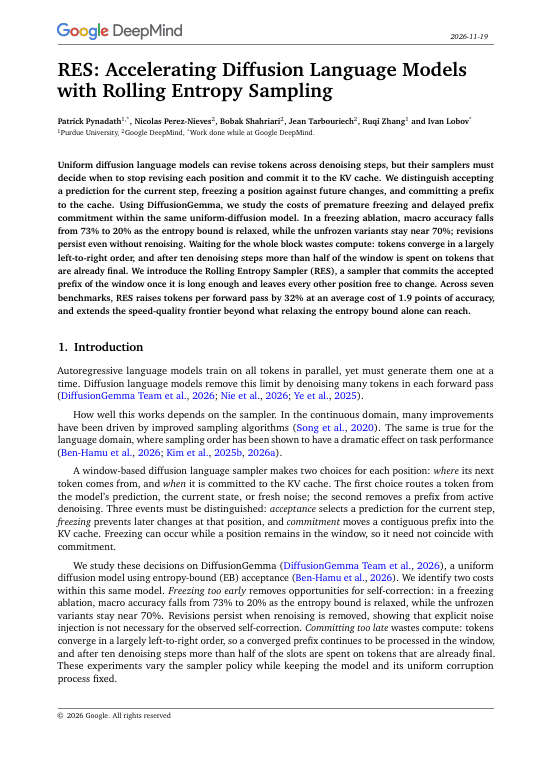 Google DeepMind
2026-11-19
RES: Accelerating Diffusion Language Models
with Rolling Entropy Sampling
Patrick Pynadath1,*, Nicolas Perez-Nieves2, Bobak Shahriari2, Jean Tarbouriech2, Ruqi Zhang1 and Ivan Lobov*
1Purdue University, 2Google DeepMind, *Work done while at Google DeepMind.
Uniform diffusion language models can revise tokens across denoising steps, but their samplers must
decide when to stop revising each position and commit it to the KV cache. We distinguish accepting
a prediction for the current step, freezing a position against future changes, and committing a prefix
to the cache. Using DiffusionGemma, we study the costs of premature freezing and delayed prefix
commitment within the same uniform-diffusion model. In a freezing ablation, macro accuracy falls
from 73% to 20% as the entropy bound is relaxed, while the unfrozen variants stay near 70%; revisions
persist even without renoising. Waiting for the whole block wastes compute: tokens converge in a largely
left-to-right order, and after ten denoising steps more than half of the window is spent on tokens that
are already final. We introduce the Rolling Entropy Sampler (RES), a sampler that commits the accepted
prefix of the window once it is long enough and leaves every other position free to change. Across seven
benchmarks, RES raises tokens per forward pass by 32% at an average cost of 1.9 points of accuracy,
and extends the speed-quality frontier beyond what relaxing the entropy bound alone can reach.
1. Introduction
Autoregressive language models train on all tokens in parallel, yet must generate them one at a
time. Diffusion language models remove this limit by denoising many tokens in each forward pass
(DiffusionGemma Team et al., 2026; Nie et al., 2026; Ye et al., 2025).
How well this works depends on the sampler. In the continuous domain, many improvements
have been driven by improved sampling algorithms (Song et al., 2020). The same is true for the
language domain, where sampling order has been shown to have a dramatic effect on task performance
(Ben-Hamu et al., 2026; Kim et al., 2025b, 2026a).
A window-based diffusion language sampler makes two choices for each position: where its next
token comes from, and when it is committed to the KV cache. The first choice routes a token from
the model's prediction, the current state, or fresh noise; the second removes a prefix from active
denoising. Three events must be distinguished: acceptance selects a prediction for the current step,
freezing prevents later changes at that position, and commitment moves a contiguous prefix into the
KV cache. Freezing can occur while a position remains in the window, so it need not coincide with
commitment.
We study these decisions on DiffusionGemma (DiffusionGemma Team et al., 2026), a uniform
diffusion model using entropy-bound (EB) acceptance (Ben-Hamu et al., 2026). We identify two costs
within this same model. Freezing too early removes opportunities for self-correction: in a freezing
ablation, macro accuracy falls from 73% to 20% as the entropy bound is relaxed, while the unfrozen
variants stay near 70%. Revisions persist when renoising is removed, showing that explicit noise
injection is not necessary for the observed self-correction. Committing too late wastes compute: tokens
converge in a largely left-to-right order, so a converged prefix continues to be processed in the window,
and after ten denoising steps more than half of the slots are spent on tokens that are already final.
These experiments vary the sampler policy while keeping the model and its uniform corruption
process fixed.
© 2026 Google. All rights reserved